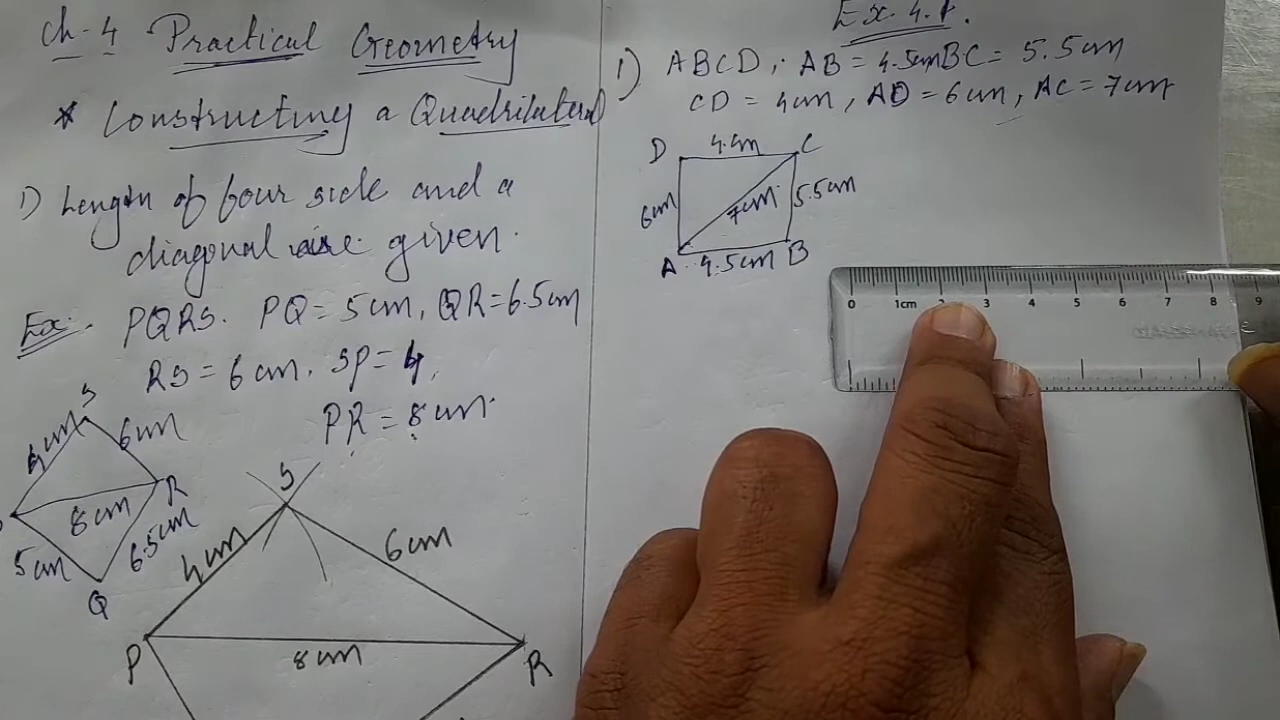 Ch-4 Practical Geometry
* Constructing a Quadrilateral
1) Length of four side and a
diagonal are given.
Ex:. PQRS. PQ = 5cm, QR = 6.5cm
RS = 6cm. SP = 4,
PR = 8cm.
S
4cm
6cm
8cm
R
5cm
6.5cm
Q
S
4cm
6cm
P
8cm
R
Ex. 4.1.
1) ABCD, AB = 4.5cm BC = 5.5cm
CD = 4cm, AD = 6cm, AC = 7cm
D 4cm C
6cm 7cm 5.5cm
A 4.5cm B
0 1cm 2 3 4 5 6 7 8 9